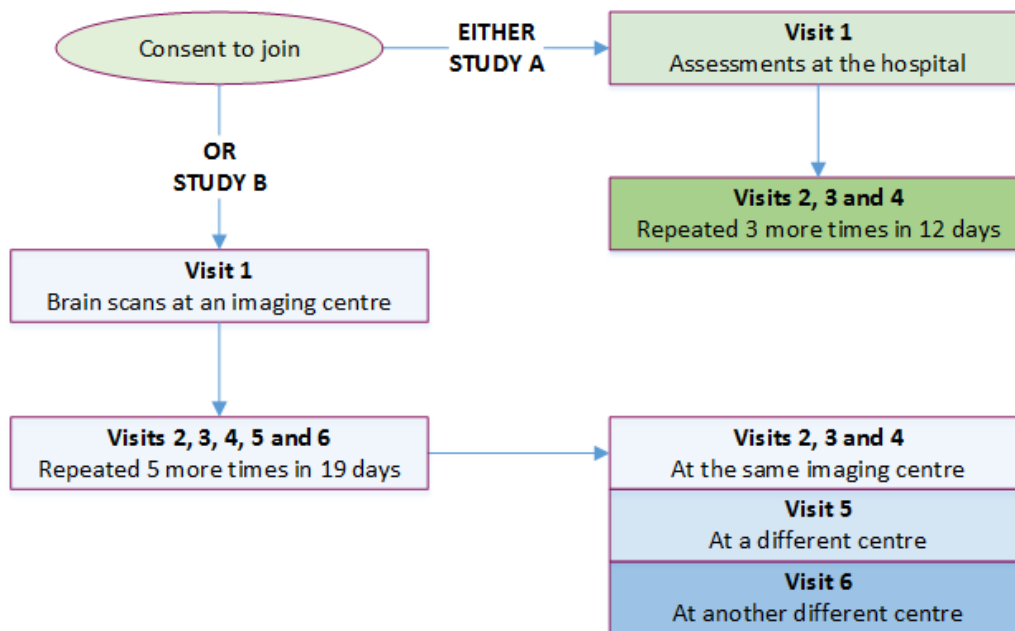 Consent to join
EITHER
STUDY A
Visit 1
Assessments at the hospital
OR
STUDY B
Visits 2, 3 and 4
Repeated 3 more times in 12 days
Visit 1
Brain scans at an imaging centre
Visits 2, 3, 4, 5 and 6
Repeated 5 more times in 19 days
Visits 2, 3 and 4
At the same imaging centre
Visit 5
At a different centre
Visit 6
At another different centre